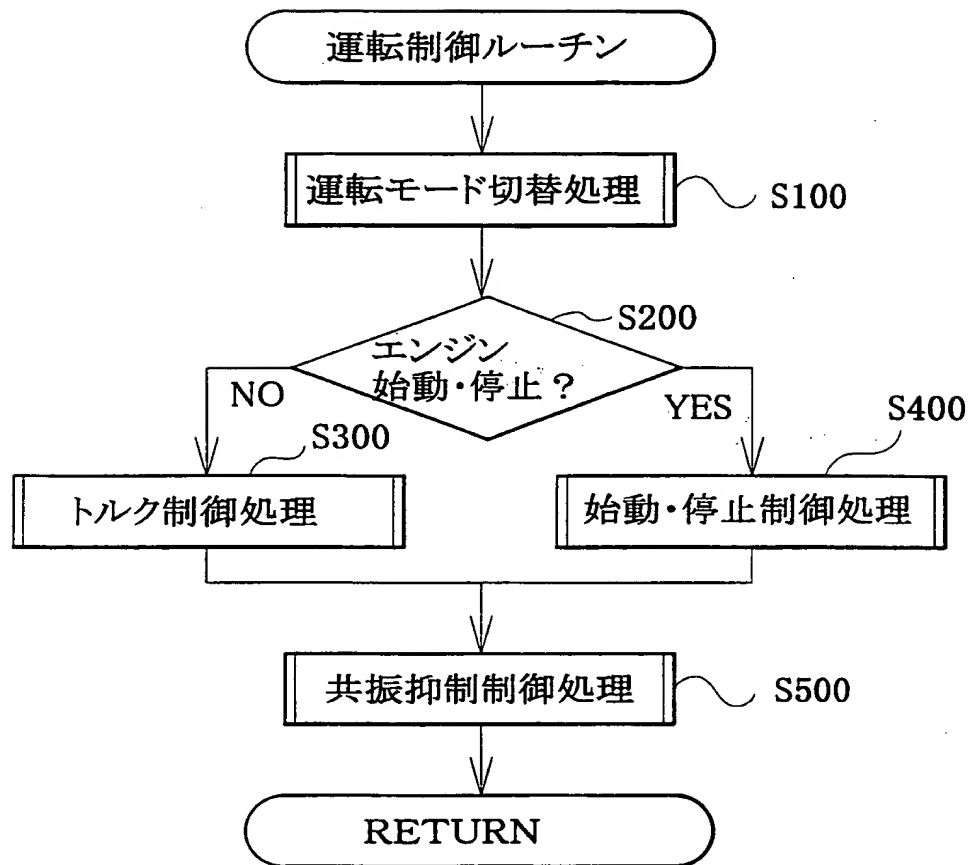 運転制御ルーチン
運転モード切替処理
S100
S200
エンジン
始動・停止？
NO
YES
S300
S400
トルク制御処理
始動・停止制御処理
共振抑制制御処理
S500
RETURN